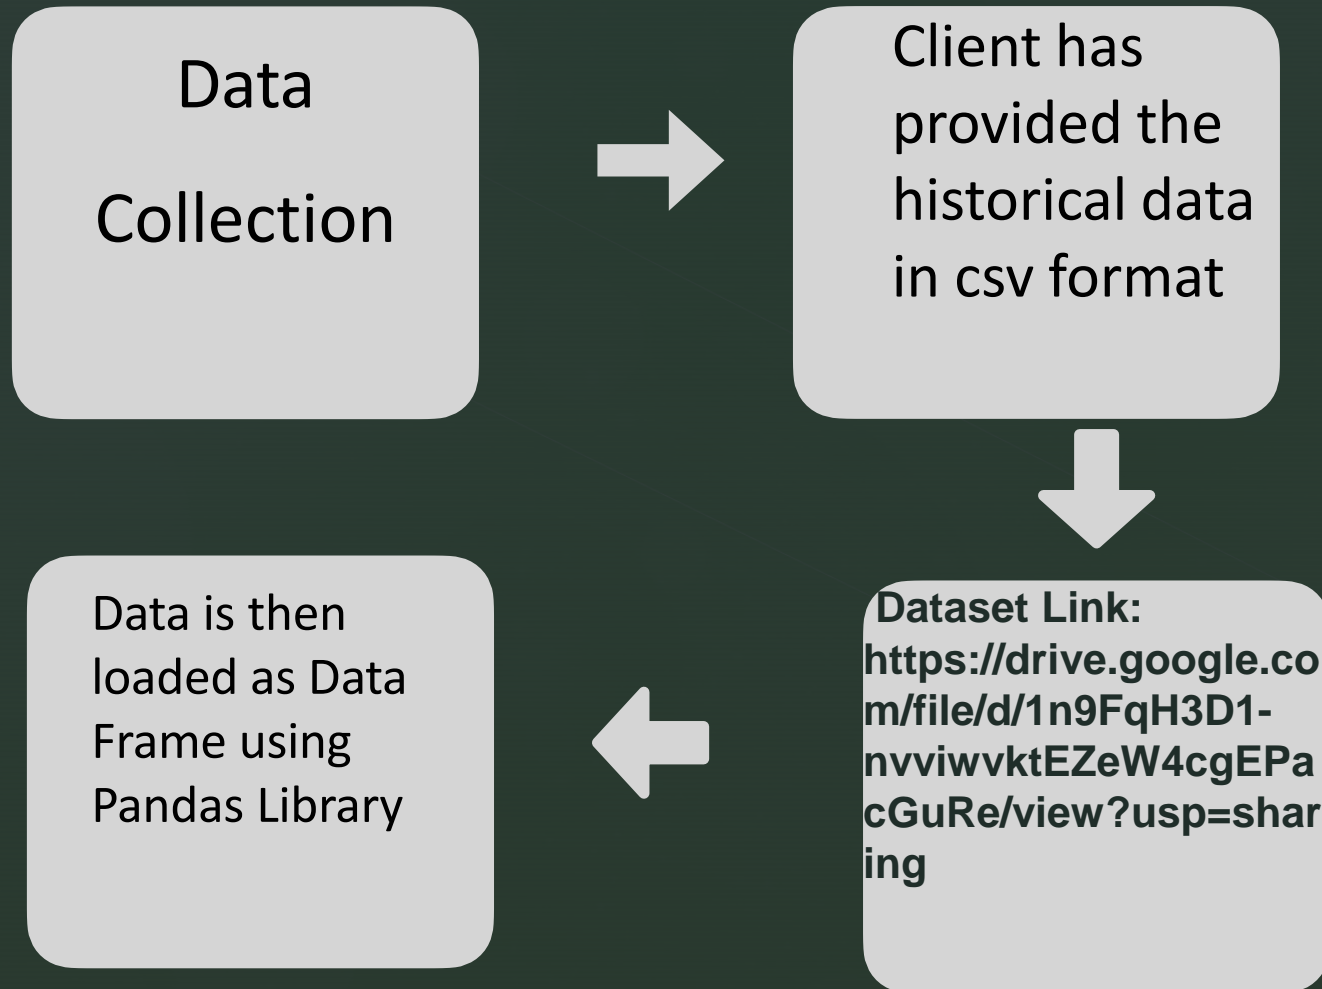 Data
Collection
Client has
provided the
historical data
in csv format
Dataset Link:
https://drive.google.co
m/file/d/1n9FqH3D1-
nvviwvktEZeW4cgEPa
cGuRe/view?usp=shar
ing
Data is then
loaded as Data
Frame using
Pandas Library